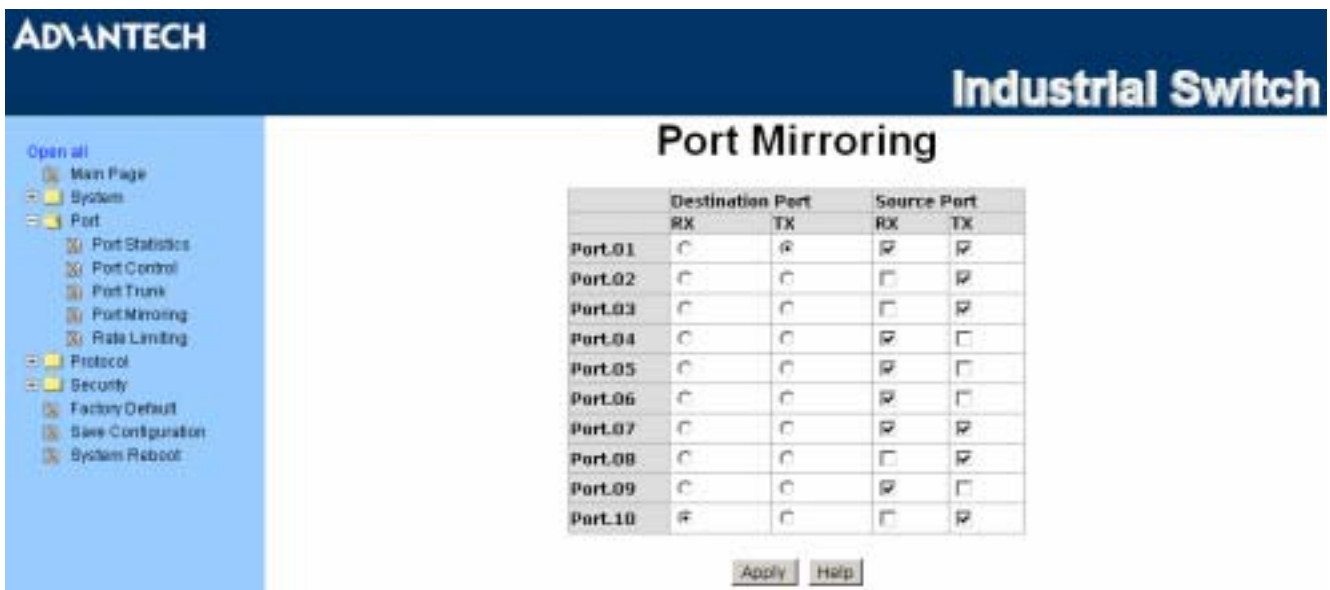 ADVANTECH
Industrial Switch
Open all
Main Page
System
Port
Port Statistics
Port Control
Port Trunk
Port Mirroring
Rate Limiting
Protocol
Security
Factory Default
Save Configuration
System Reboot
Port Mirroring
Destination Port Source Port
RX TX RX TX
Port.01
Port.02
Port.03
Port.04
Port.05
Port.06
Port.07
Port.08
Port.09
Port.10
Apply Help